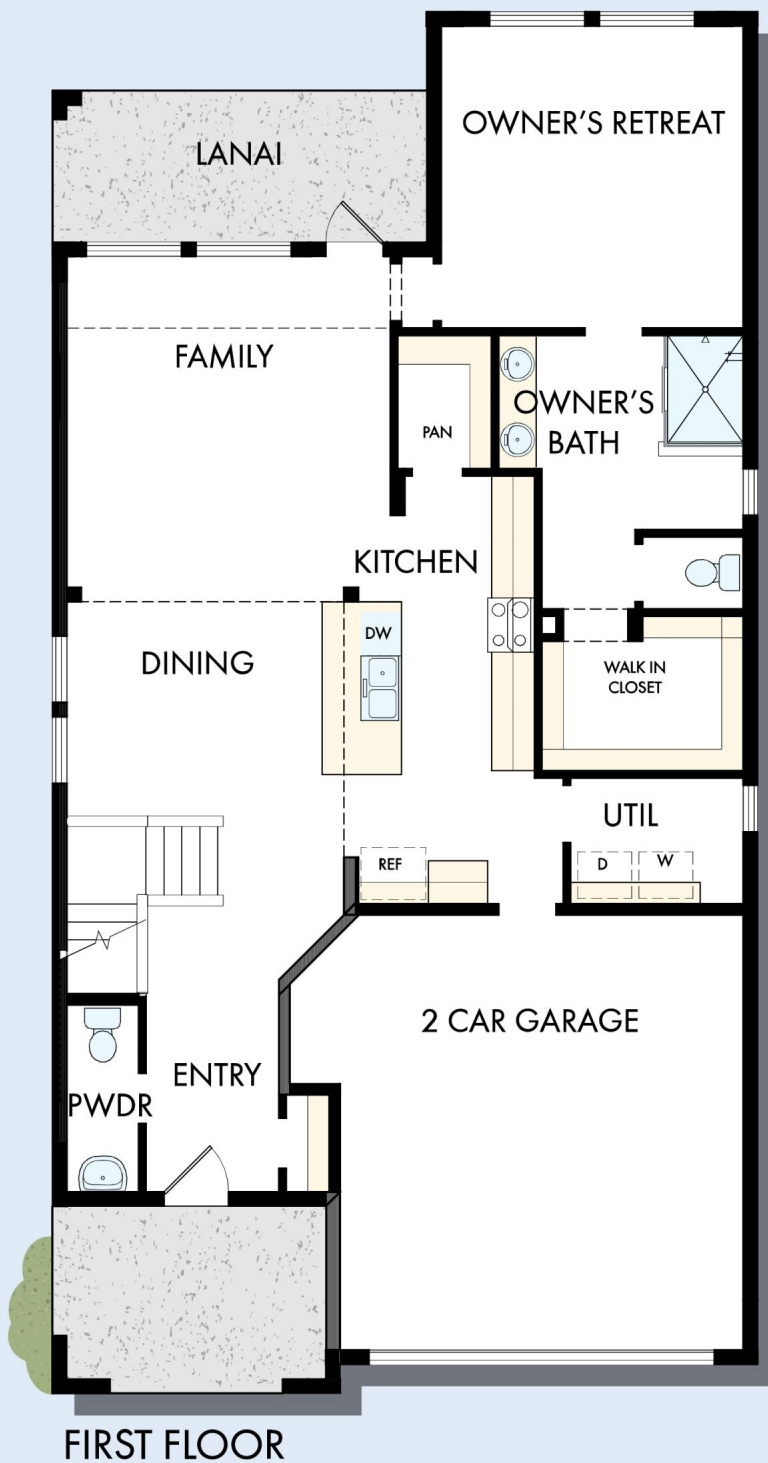 OWNER'S RETREAT
LANAI
FAMILY
PAN
OWNER'S
BATH
KITCHEN
DW
DINING
WALK IN
CLOSET
UTIL
REF
D
W
2 CAR GARAGE
ENTRY
PWDR
FIRST FLOOR